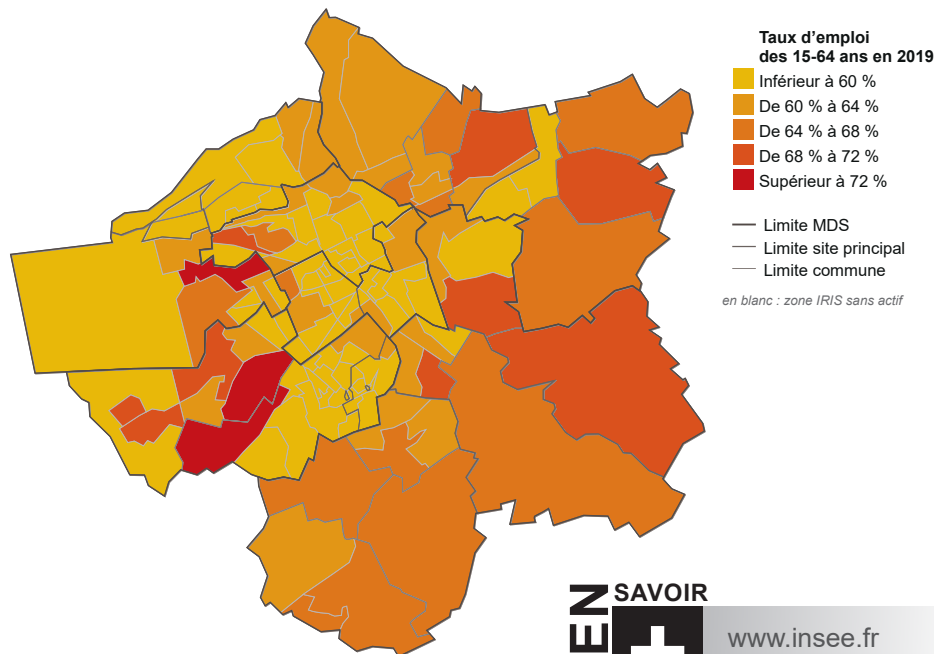 Taux d'emploi
des 15-64 ans en 2019
Inférieur à 60 %
De 60 % à 64 %
De 64 % à 68 %
De 68 % à 72 %
Supérieur à 72 %
Limite MDS
Limite site principal
Limite commune
en blanc : zone IRIS sans actif
EN
SAVOIR
www.insee.fr